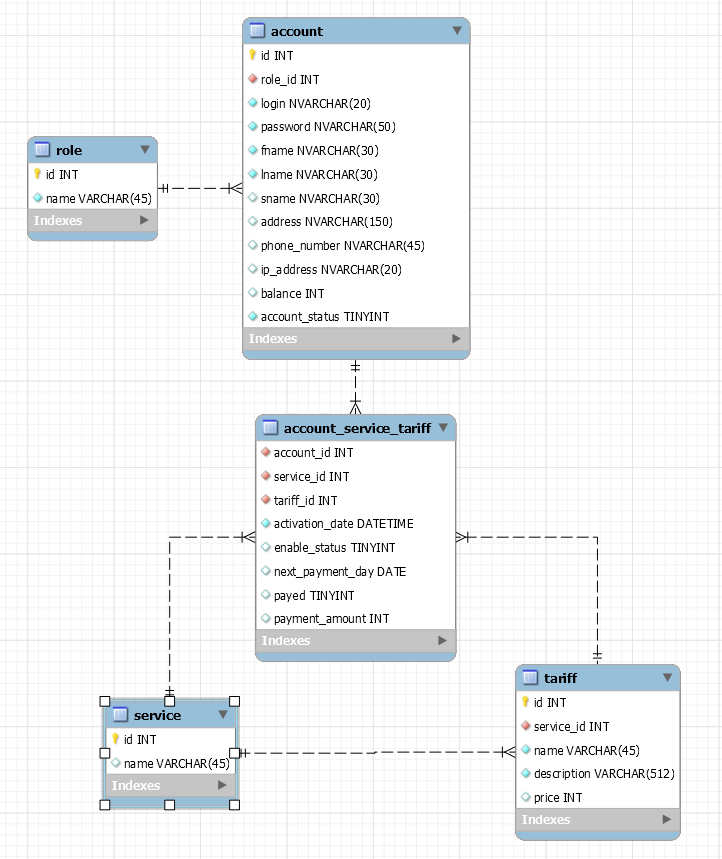 account
id INT
role_id INT
login NVARCHAR(20)
password NVARCHAR(50)
fname NVARCHAR(30)
lname NVARCHAR(30)
sname NVARCHAR(30)
address NVARCHAR(150)
phone_number NVARCHAR(45)
ip_address NVARCHAR(20)
balance INT
account_status TINYINT
Indexes
role
id INT
name VARCHAR(45)
Indexes
account_service_tariff
account_id INT
service_id INT
tariff_id INT
activation_date DATETIME
enable_status TINYINT
next_payment_day DATE
payed TINYINT
payment_amount INT
Indexes
service
id INT
name VARCHAR(45)
Indexes
tariff
id INT
service_id INT
name VARCHAR(45)
description VARCHAR(512)
price INT
Indexes